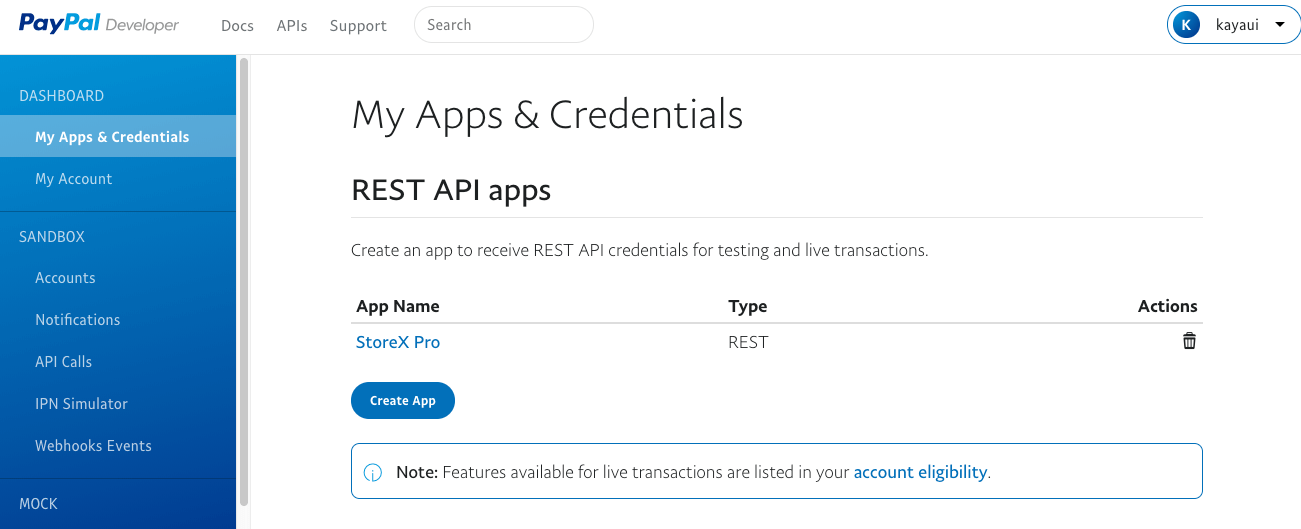 PayPal Developer Docs APIs Support Search K kayaui
DASHBOARD
My Apps & Credentials
My Account
SANDBOX
Accounts
Notifications
API Calls
IPN Simulator
Webhooks Events
MOCK
My Apps & Credentials
REST API apps
Create an app to receive REST API credentials for testing and live transactions.
App Name Type Actions
StoreX Pro REST
Create App
Note: Features available for live transactions are listed in your account eligibility.